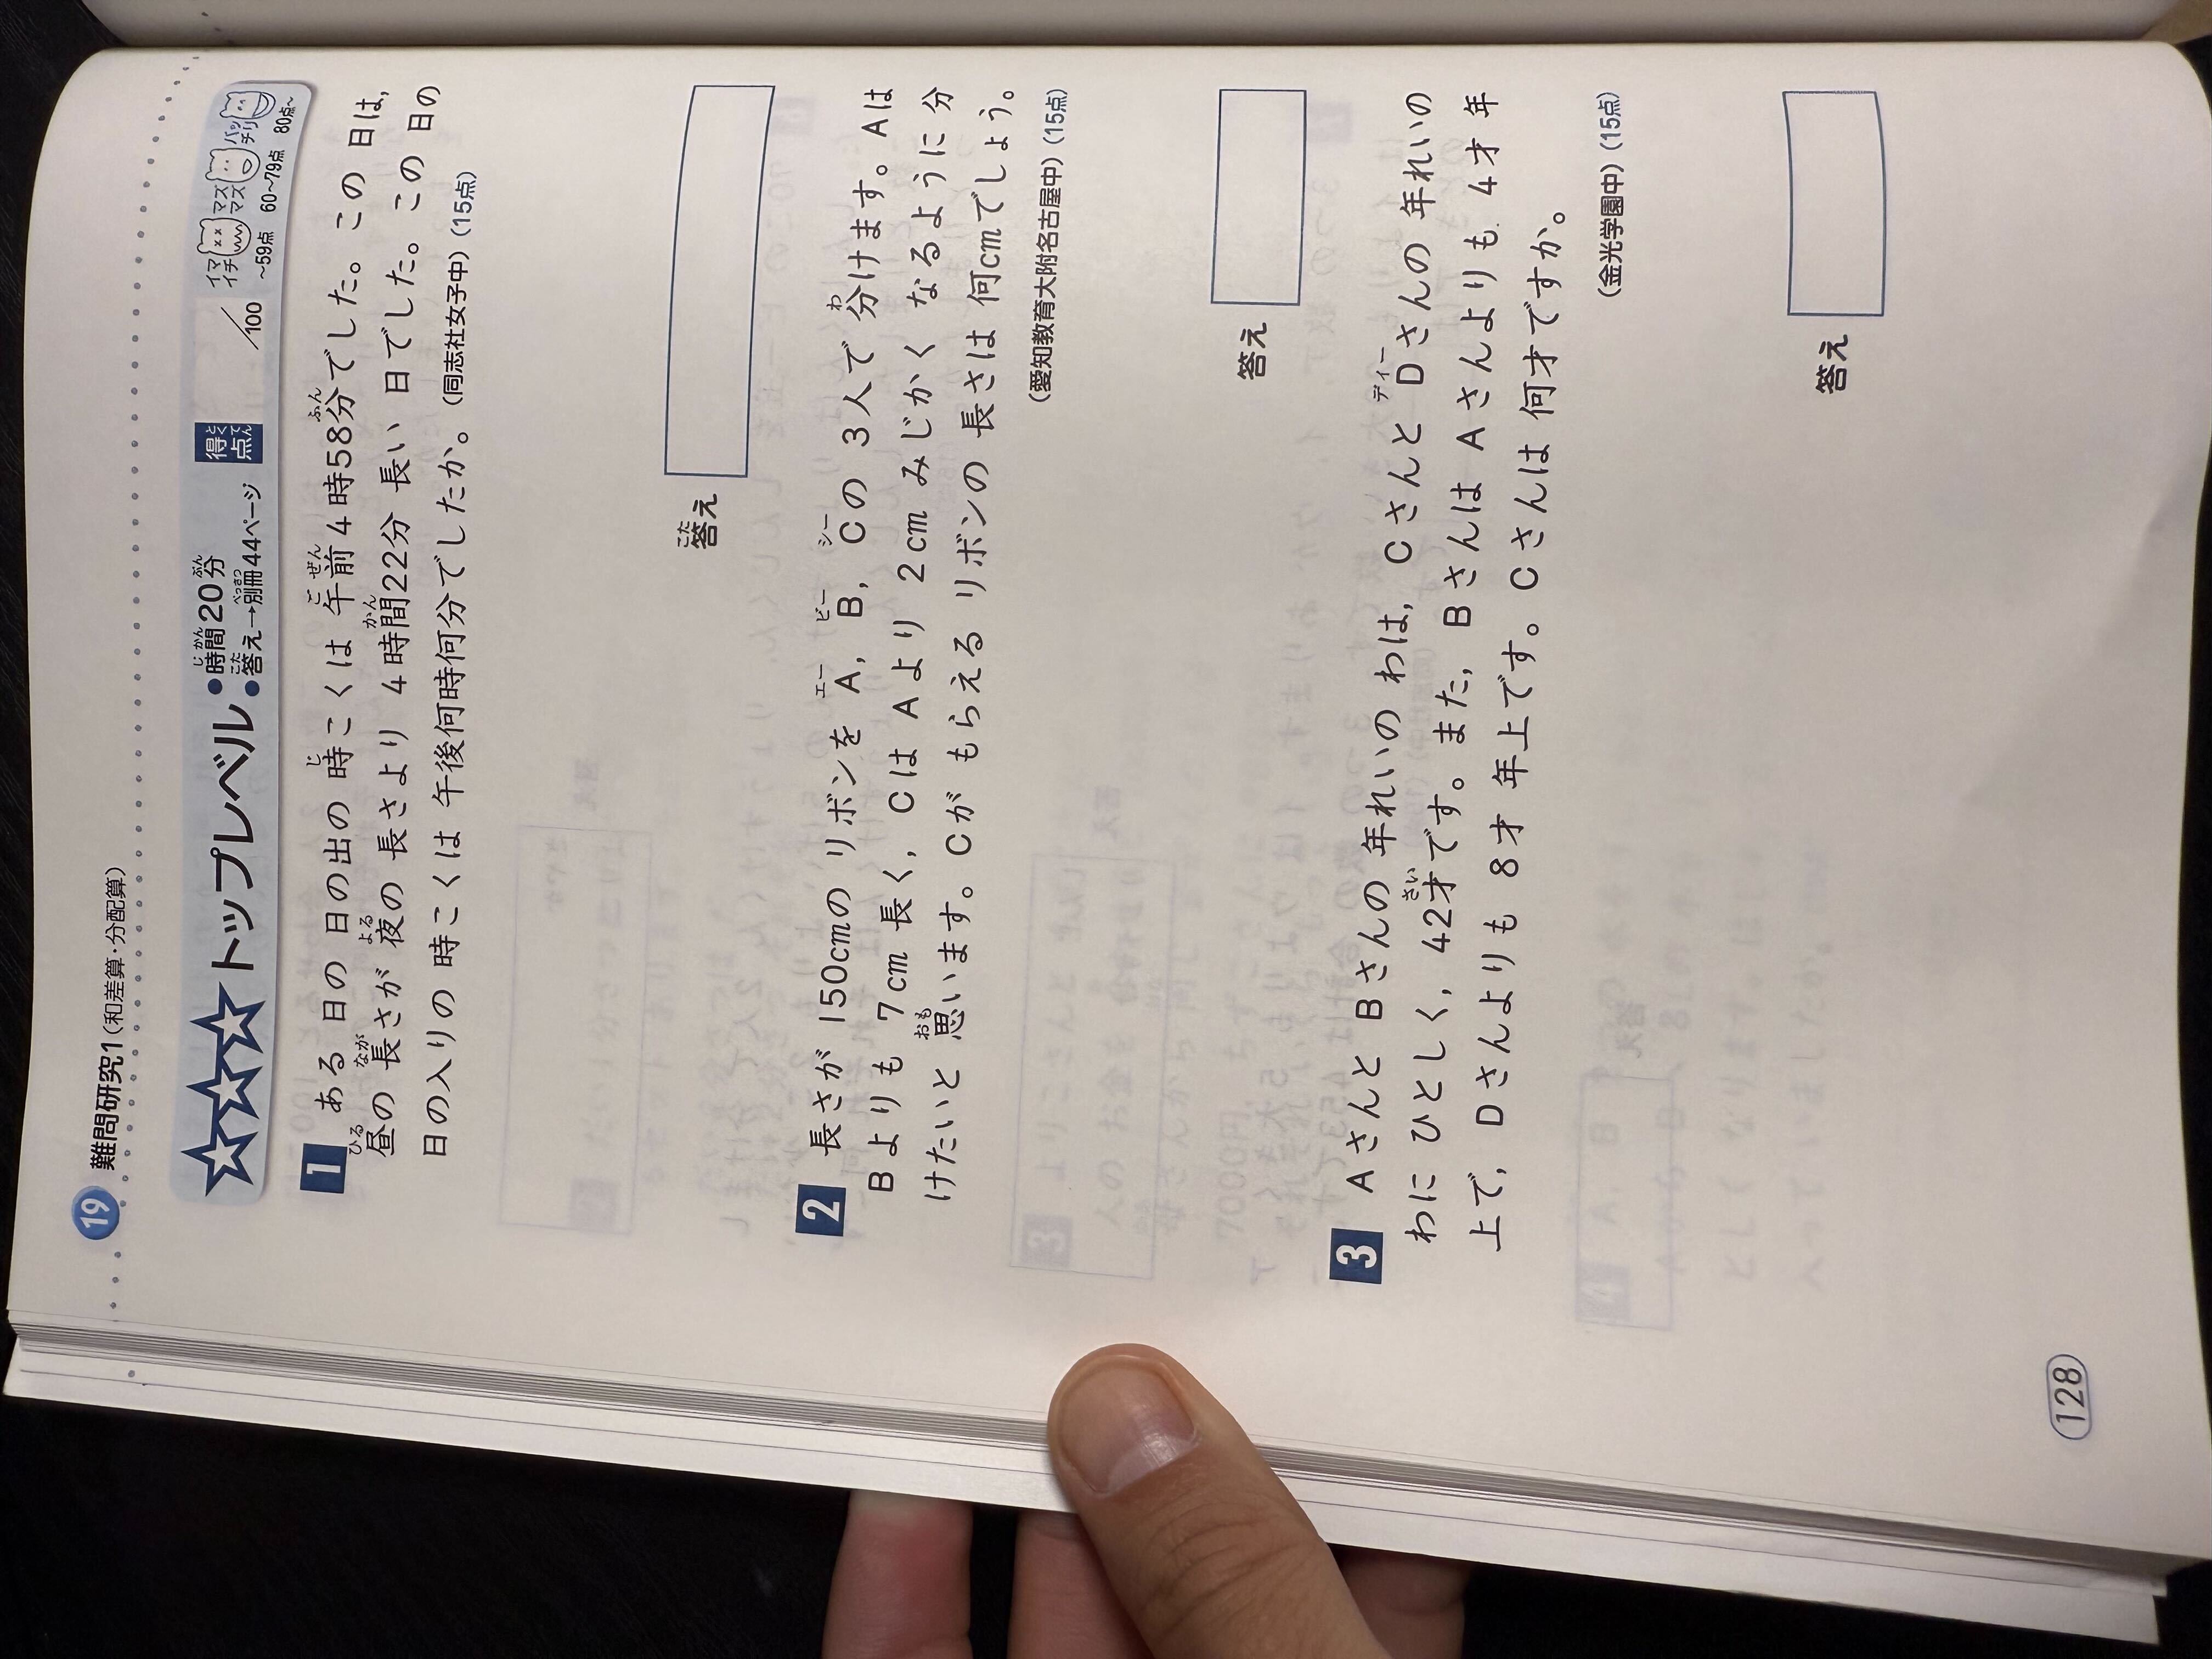 19 難問研究1(和差算・分配算)
☆☆☆トップレベル
●時間20分
●答え→別冊44ページ
得点
/100
イマイチ ~59点
マズマズ 60~79点
バッチリ 80点~
1 ある 日の 日の出の 時こくは 午前4時58分でした。この 日は,
昼の 長さが 夜の 長さより 4時間22分 長い 日でした。この 日の
日の入りの 時こくは 午後何時何分でしたか。(同志社女子中)(15点)
答え
2 長さが 150cmの リボンを A, B, Cの 3人で 分けます。Aは
Bよりも 7cm 長く, Cは Aより 2cm みじかく なるように 分
けたいと 思います。Cが もらえる リボンの 長さは 何cmでしょう。
(愛知教育大附名古屋中)(15点)
答え
3 Aさんと Bさんの 年れいの わは, Cさんと Dさんの 年れいの
わに ひとしく, 42才です。また, Bさんは Aさんよりも 4才 年
上で, Dさんよりも 8才 年上です。Cさんは 何才ですか。
(金光学園中)(15点)
答え
128